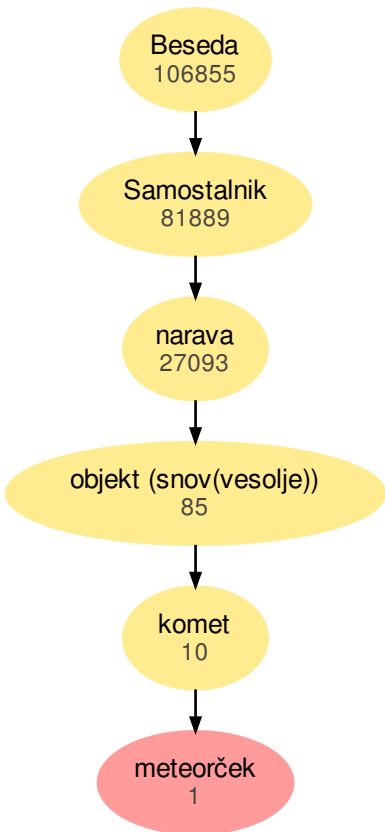 Beseda
106855
Samostalnik
81889
narava
27093
objekt (snov(vesolje))
85
komet
10
meteorček
1